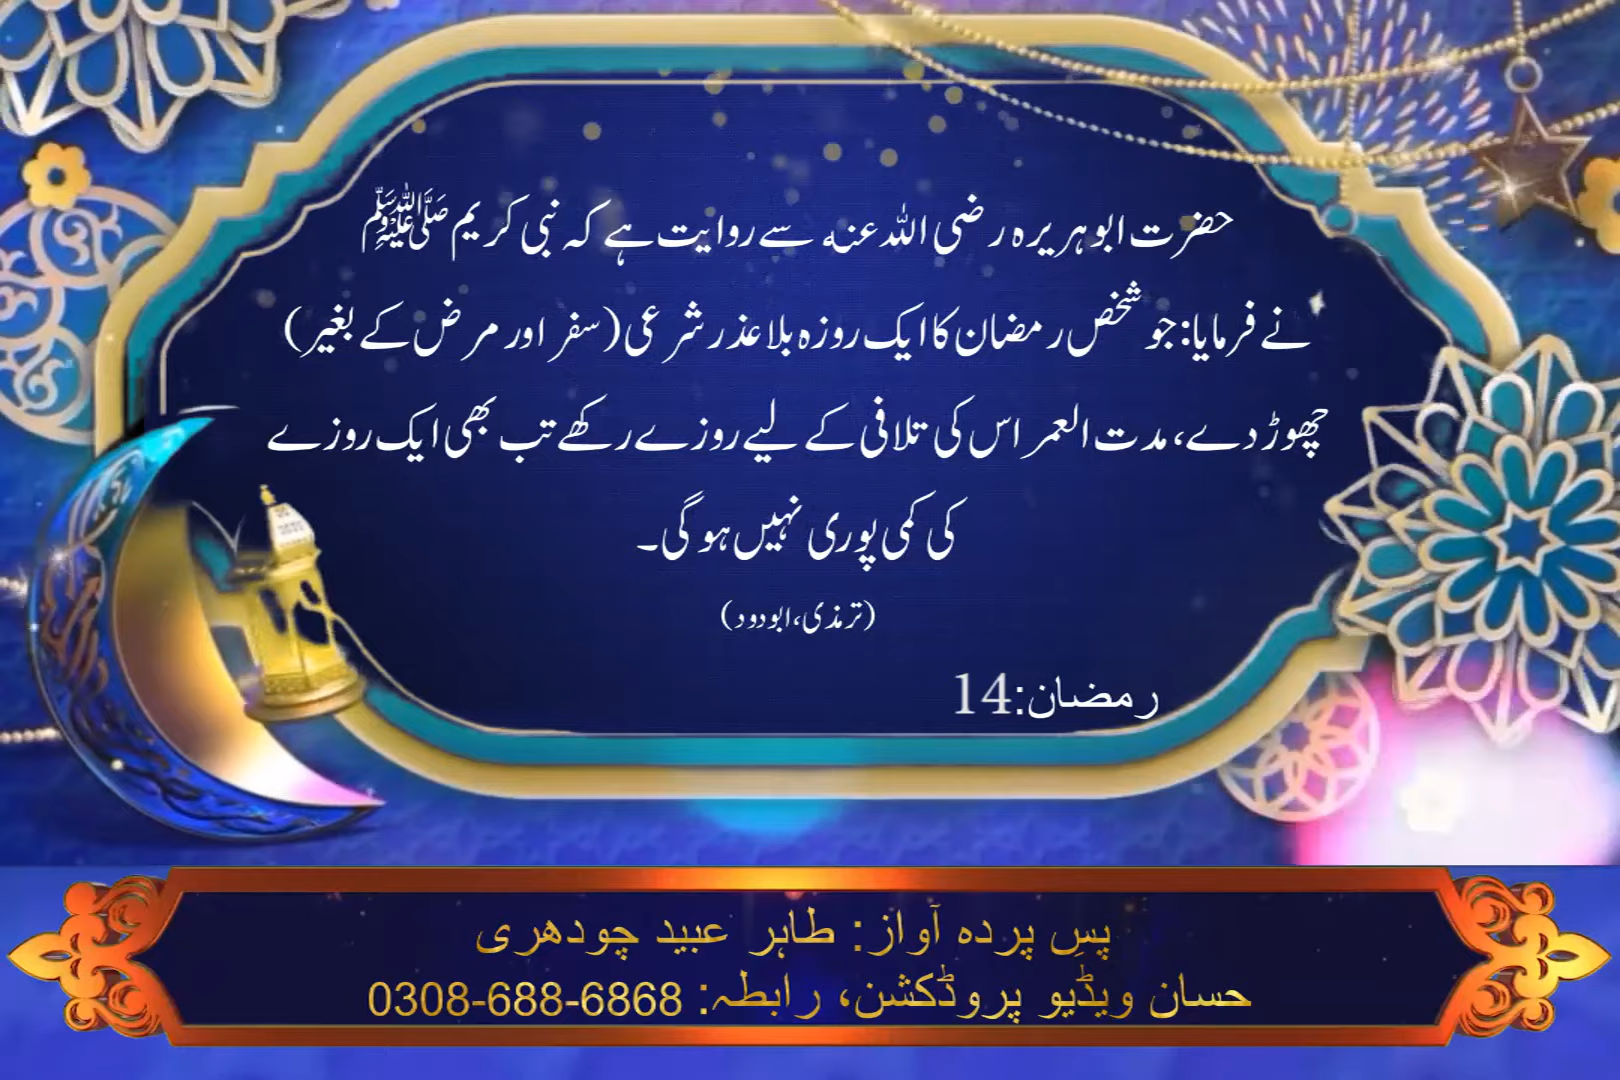 حضرت ابوہریرہ رضی اللہ عنہ سے روایت ہے کہ نبی کریم ﷺ
نے فرمایا: جو شخص رمضان کا ایک روزہ بلا عذر شرعی (سفر اور مرض کے بغیر)
چھوڑ دے، مدت العمر اس کی تلافی کے لیے روزے رکھے تب بھی ایک روزے
کی کمی پوری نہیں ہو گی۔
(ترمذی، ابودود)
رمضان:14
پسِ پردہ آواز: طاہر عبید چودھری
حسان ویڈیو پروڈکشن، رابطہ: 0308-688-6868